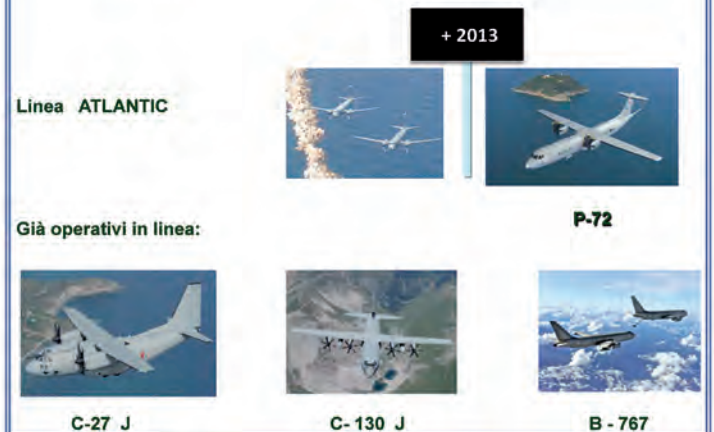 + 2013
Linea ATLANTIC
P-72
Già operativi in linea:
C-27 J
C- 130 J
B - 767